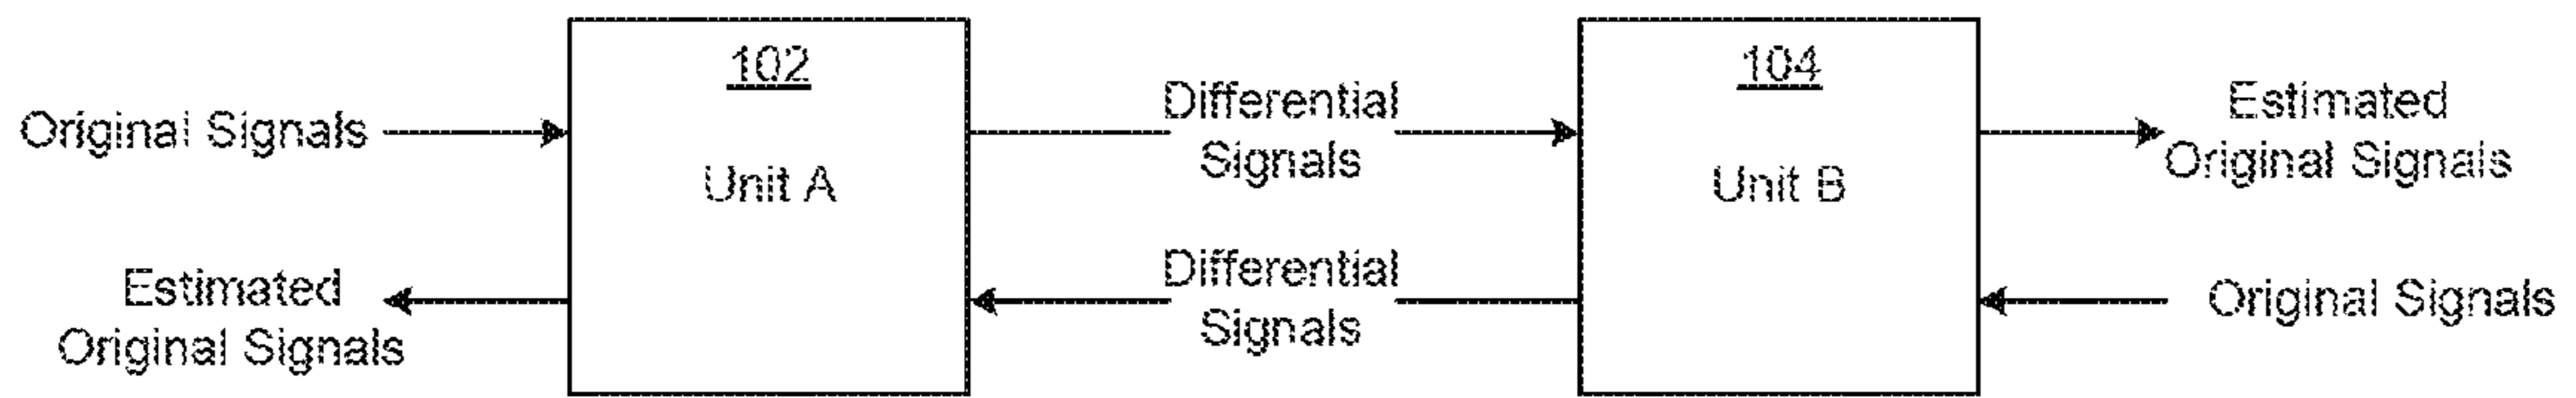 Original Signals
Estimated
Original Signals
102
Unit A
Differential
Signals
Differential
Signals
104
Unit B
Estimated
Original Signals
Original Signals